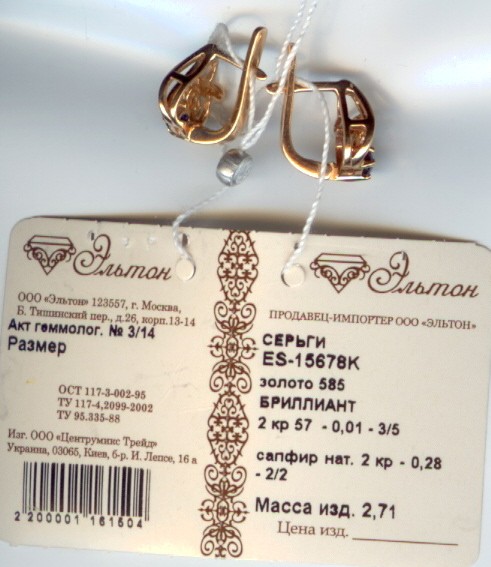 Эльтон
ООО «Эльтон» 123557, г. Москва,
Б. Тишинский пер., д.26, корп.13-14
Акт геммолог. № 3/14
Размер
ОСТ 117-3-002-95
ТУ 117-4,2099-2002
ТУ 95.335-88
Изг. ООО «Центруминс Трейд»
Украина, 03065, Киев, б-р. И. Лепсе, 16 а
2 200001 161504
Эльтон
ПРОДАВЕЦ-ИМПОРТЕР ООО «ЭЛЬТОН»
СЕРЬГИ
ES-15678K
золото 585
БРИЛЛИАНТ
2 кр 57 - 0,01 - 3/5
сапфир нат. 2 кр - 0,28
- 2/2
Масса изд. 2,71
Цена изд.